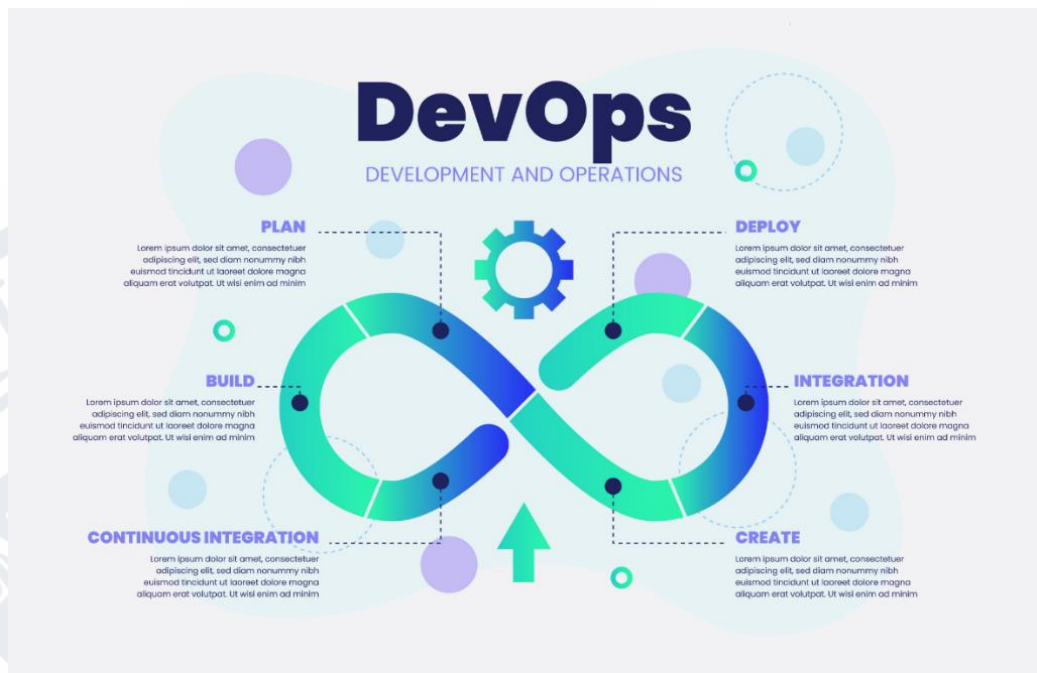 DevOps
DEVELOPMENT AND OPERATIONS
PLAN
Lorem ipsum dolor sit amet, consectetuer
adipiscing elit, sed diam nonummy nibh
euismod tincidunt ut laoreet dolore magna
aliquam erat volutpat. Ut wisi enim ad minim
DEPLOY
Lorem ipsum dolor sit amet, consectetuer
adipiscing elit, sed diam nonummy nibh
euismod tincidunt ut laoreet dolore magna
aliquam erat volutpat. Ut wisi enim ad minim
BUILD
Lorem ipsum dolor sit amet, consectetuer
adipiscing elit, sed diam nonummy nibh
euismod tincidunt ut laoreet dolore magna
aliquam erat volutpat. Ut wisi enim ad minim
INTEGRATION
Lorem ipsum dolor sit amet, consectetuer
adipiscing elit, sed diam nonummy nibh
euismod tincidunt ut laoreet dolore magna
aliquam erat volutpat. Ut wisi enim ad minim
CONTINUOUS INTEGRATION
Lorem ipsum dolor sit amet, consectetuer
adipiscing elit, sed diam nonummy nibh
euismod tincidunt ut laoreet dolore magna
aliquam erat volutpat. Ut wisi enim ad minim
CREATE
Lorem ipsum dolor sit amet, consectetuer
adipiscing elit, sed diam nonummy nibh
euismod tincidunt ut laoreet dolore magna
aliquam erat volutpat. Ut wisi enim ad minim